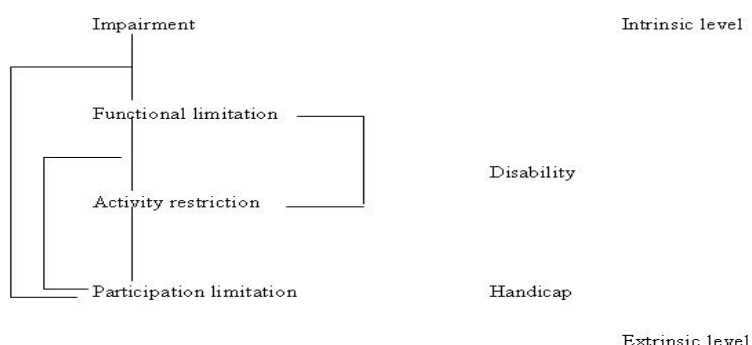 Impairment Intrinsic level
Functional limitation
Disability
Activity restriction
Participation limitation Handicap
Extrinsic level